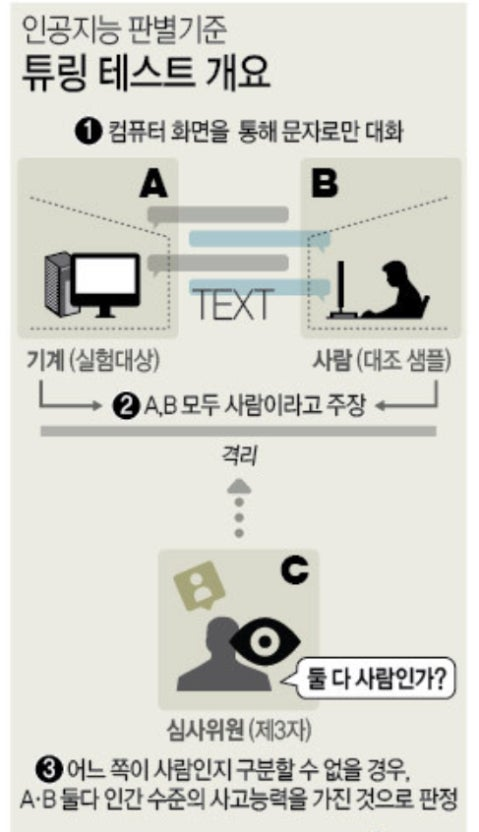 인공지능 판별기준
튜링 테스트 개요
❶ 컴퓨터 화면을 통해 문자로만 대화
A
B
TEXT
기계 (실험대상)
사람 (대조 샘플)
❷ A,B 모두 사람이라고 주장
격리
C
둘 다 사람인가?
심사위원 (제3자)
❸ 어느 쪽이 사람인지 구분할 수 없을 경우,
A·B 둘다 인간 수준의 사고능력을 가진 것으로 판정